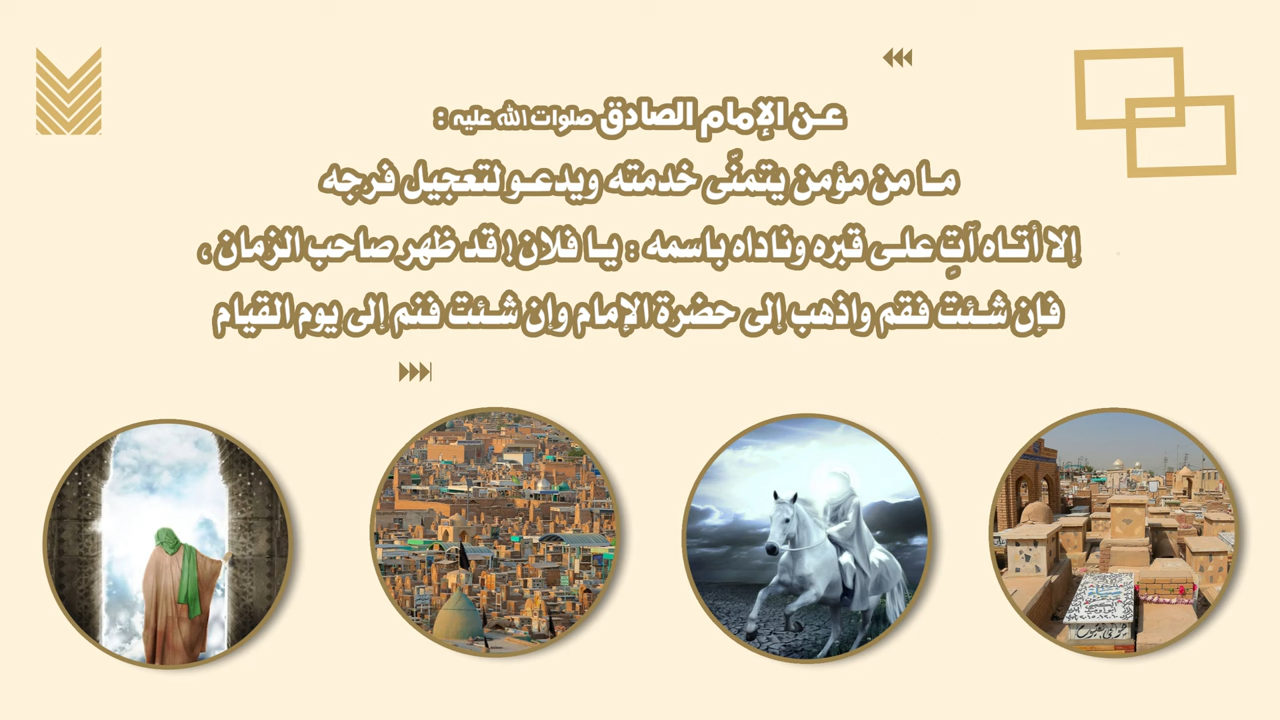 عن الإمام الصادق صلوات الله عليه :
ما من مؤمن يتمنّى خدمته ويدعو لتعجيل فرجه
إلا أتاه آتٍ على قبره وناداه باسمه : يا فلان! قد ظهر صاحب الزمان ،
فإن شئت فقم واذهب إلى حضرة الإمام وإن شئت فنم إلى يوم القيام